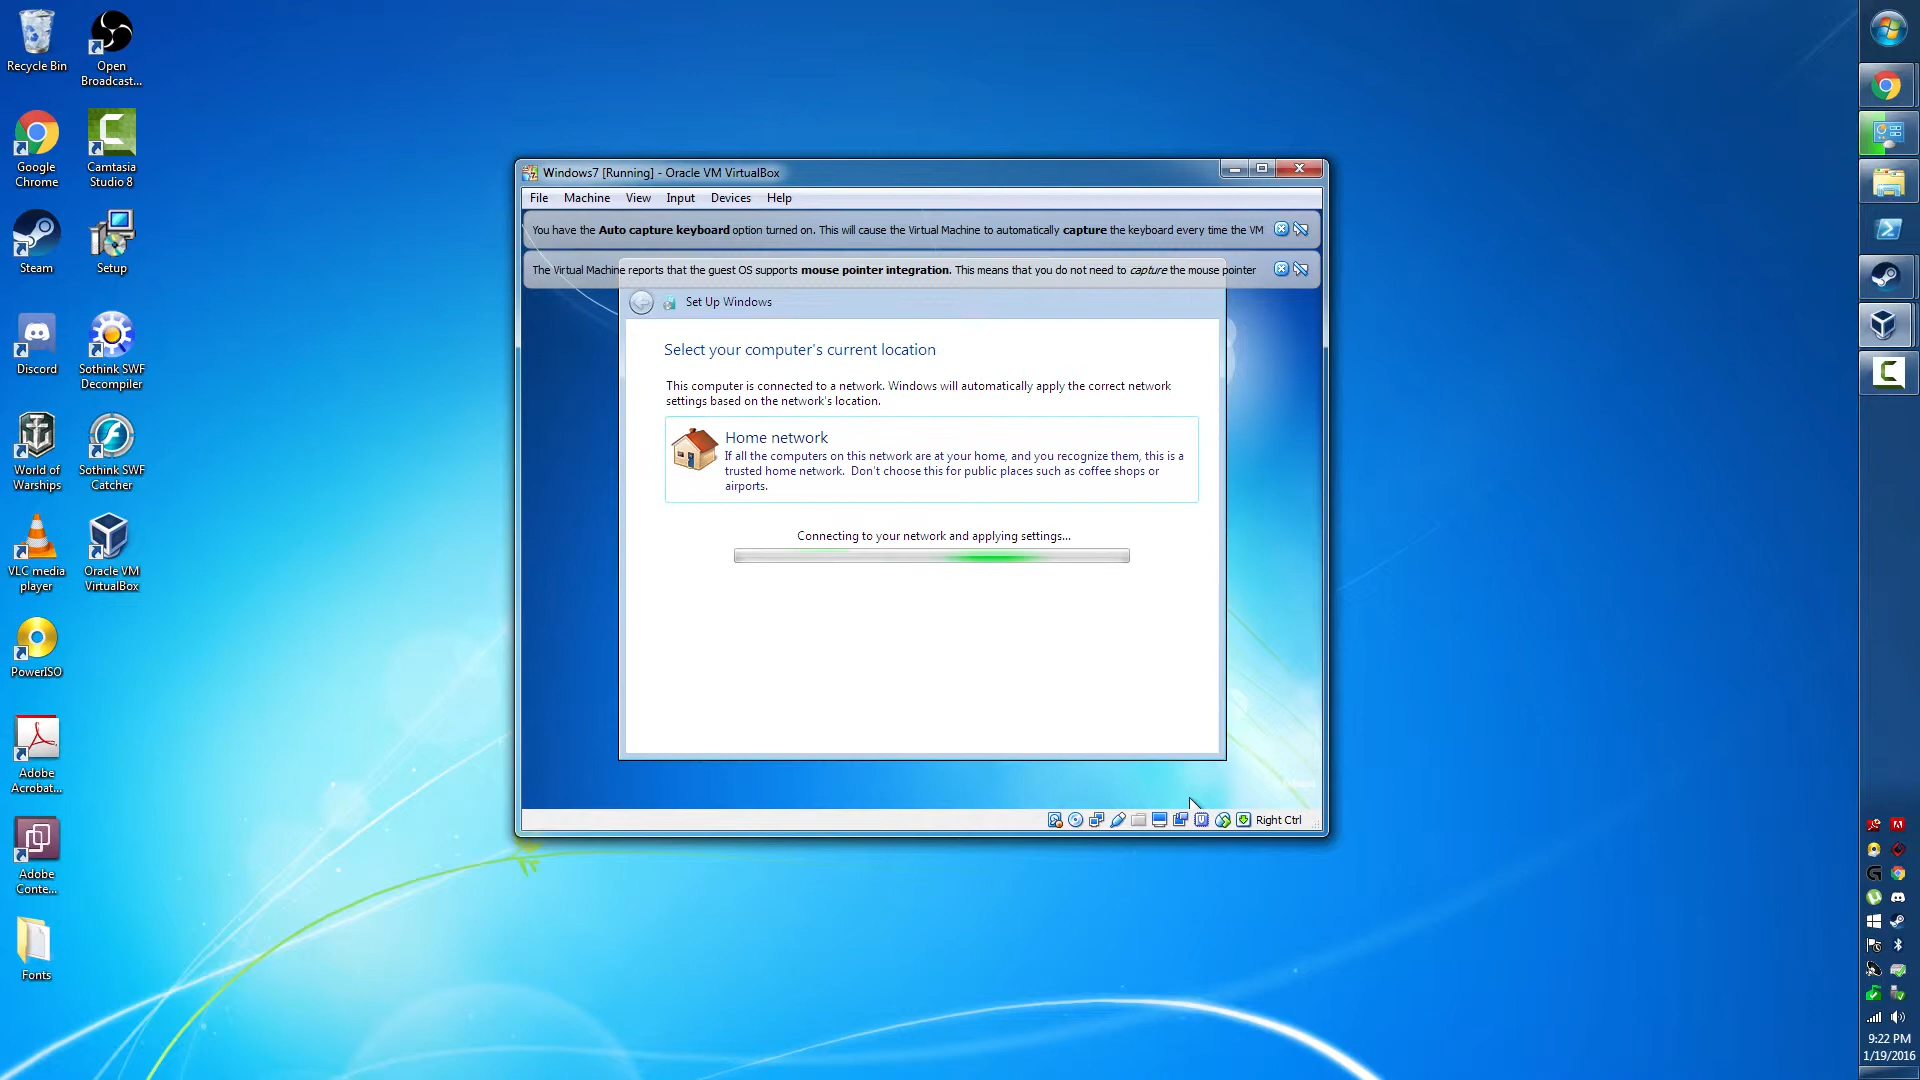 Recycle Bin
Open
Broadcast...
Google
Chrome
Camtasia
Studio 8
Steam
Setup
Discord
Sothink SWF
Decompiler
World of
Warships
Sothink SWF
Catcher
VLC media
player
Oracle VM
VirtualBox
PowerISO
Adobe
Acrobat...
Adobe
Conte...
Fonts
Windows7 [Running] - Oracle VM VirtualBox
File Machine View Input Devices Help
You have the Auto capture keyboard option turned on. This will cause the Virtual Machine to automatically capture the keyboard every time the VM
The Virtual Machine reports that the guest OS supports mouse pointer integration. This means that you do not need to capture the mouse pointer
Set Up Windows
Select your computer's current location
This computer is connected to a network. Windows will automatically apply the correct network
settings based on the network's location.
Home network
If all the computers on this network are at your home, and you recognize them, this is a
trusted home network. Don't choose this for public places such as coffee shops or
airports.
Connecting to your network and applying settings...
Right Ctrl
9:22 PM
1/19/2016